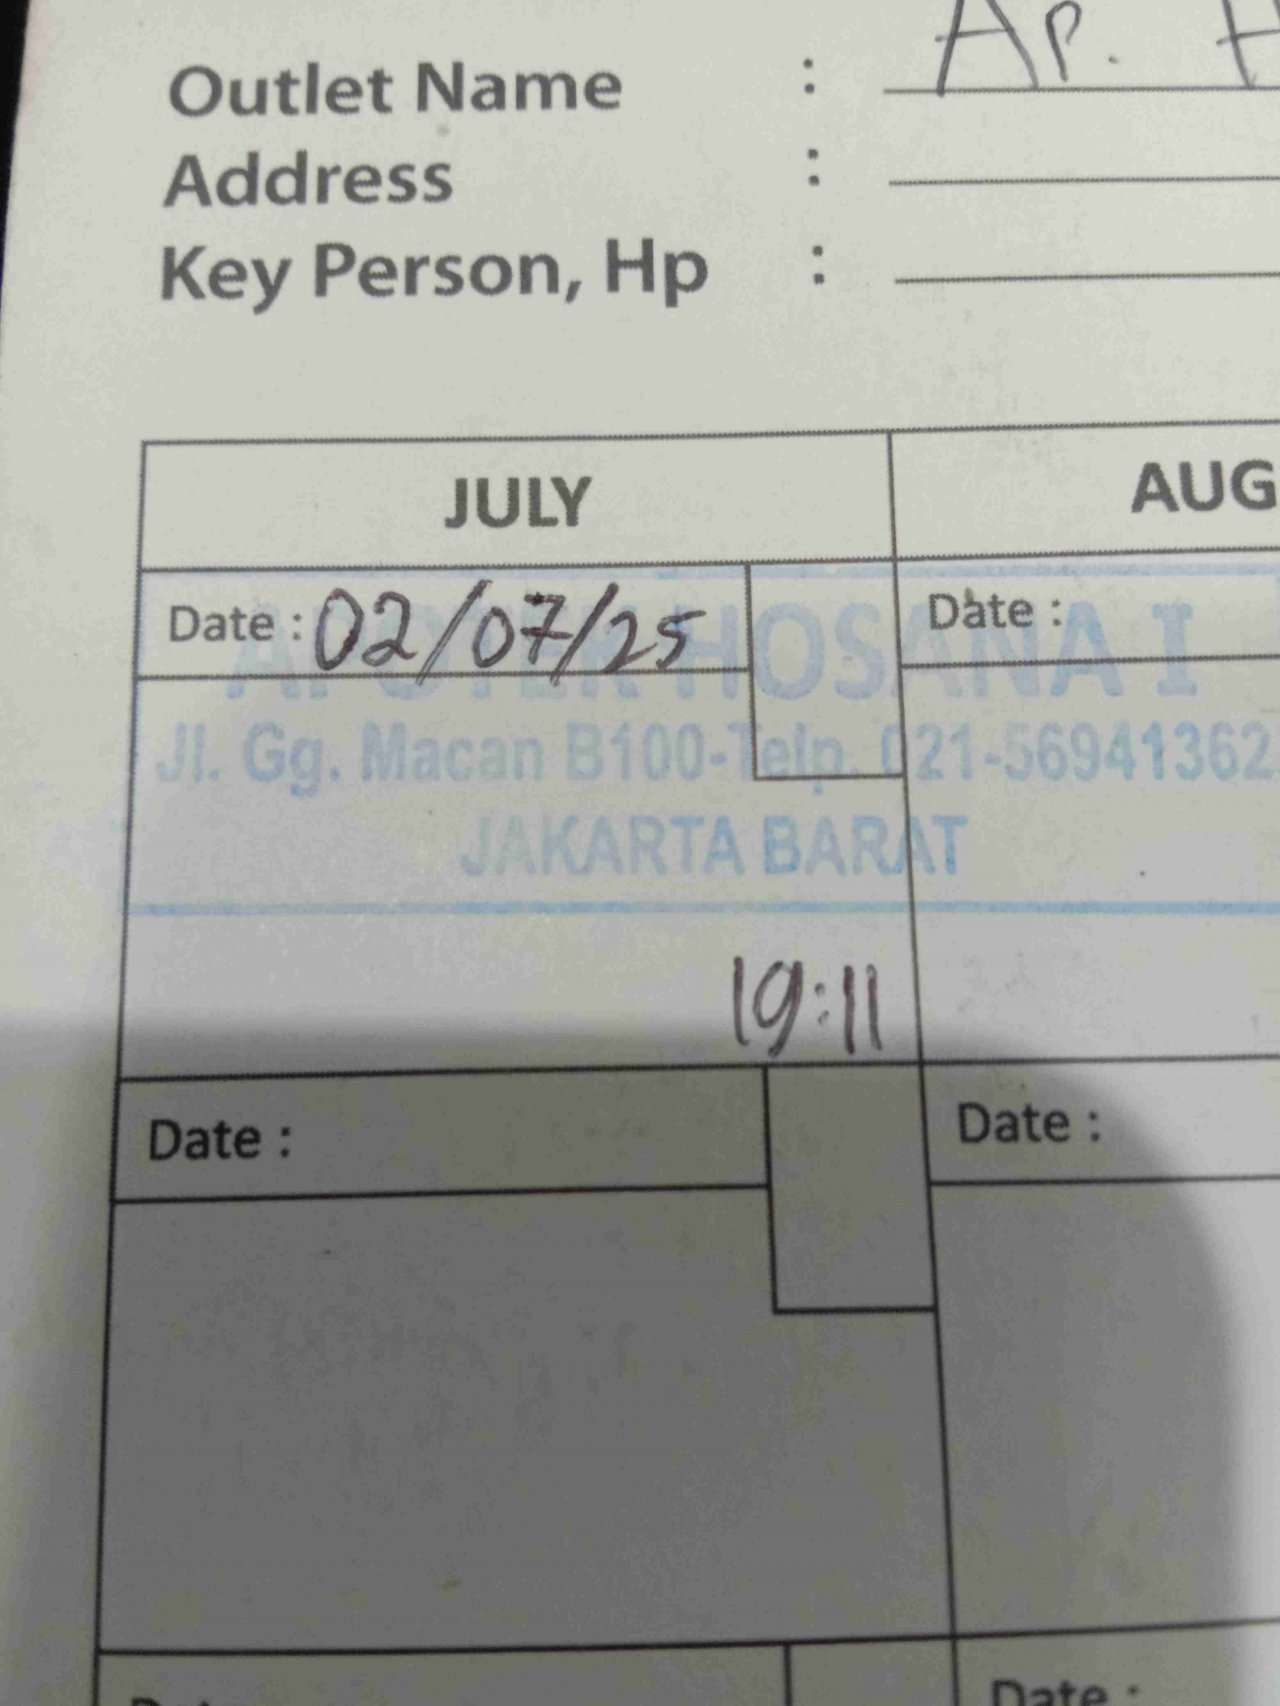 Outlet Name : Ap. H
Address :
Key Person, Hp :
JULY AUG
Date : 02/07/25 Date :
APOTEK HOSANA I
Jl. Gg. Macan B100-Telp. 021-56941362
JAKARTA BARAT
19:11
Date : Date :
Date :